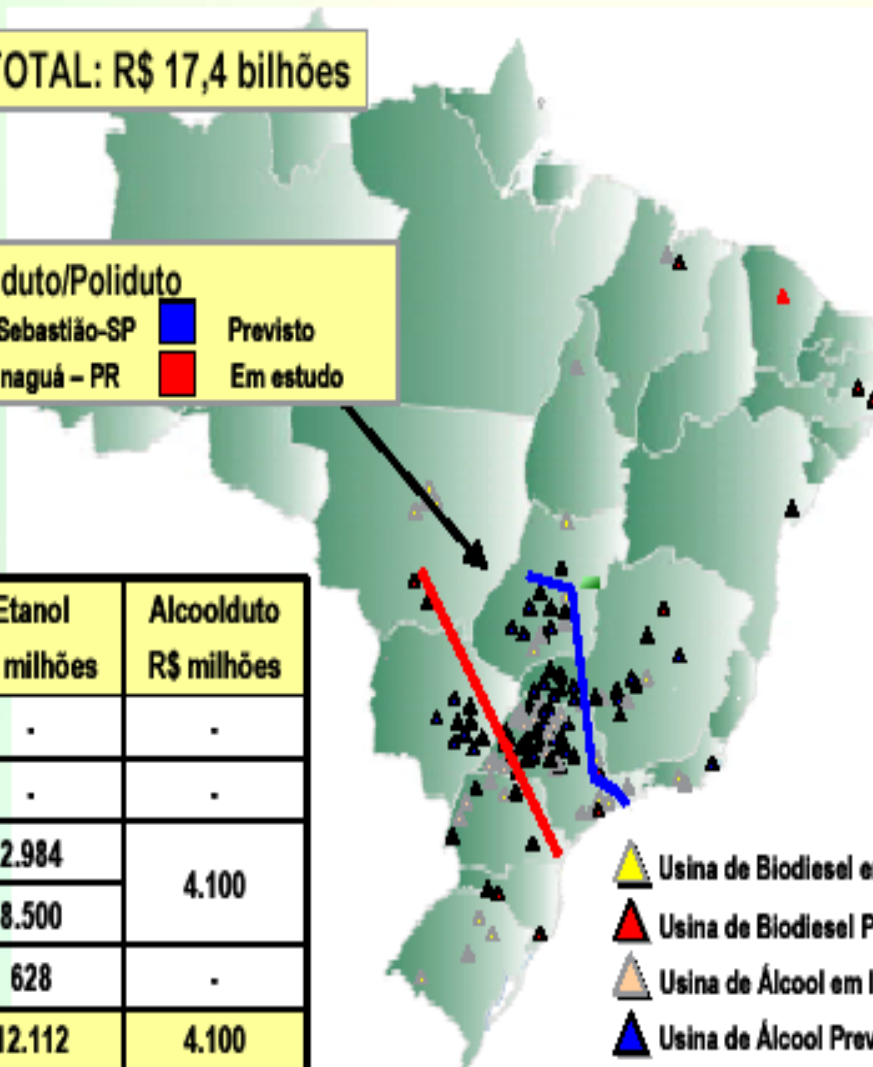 TOTAL: R$ 17,4 bilhões
duto/Poliduto
Sebastião-SP Previsto
naguá – PR Em estudo
Etanol Alcoolduto
milhões R$ milhões
- -
- -
2.984
4.100
8.500
628 -
12.112 4.100
Usina de Biodiesel e
Usina de Biodiesel P
Usina de Álcool em
Usina de Álcool Prev